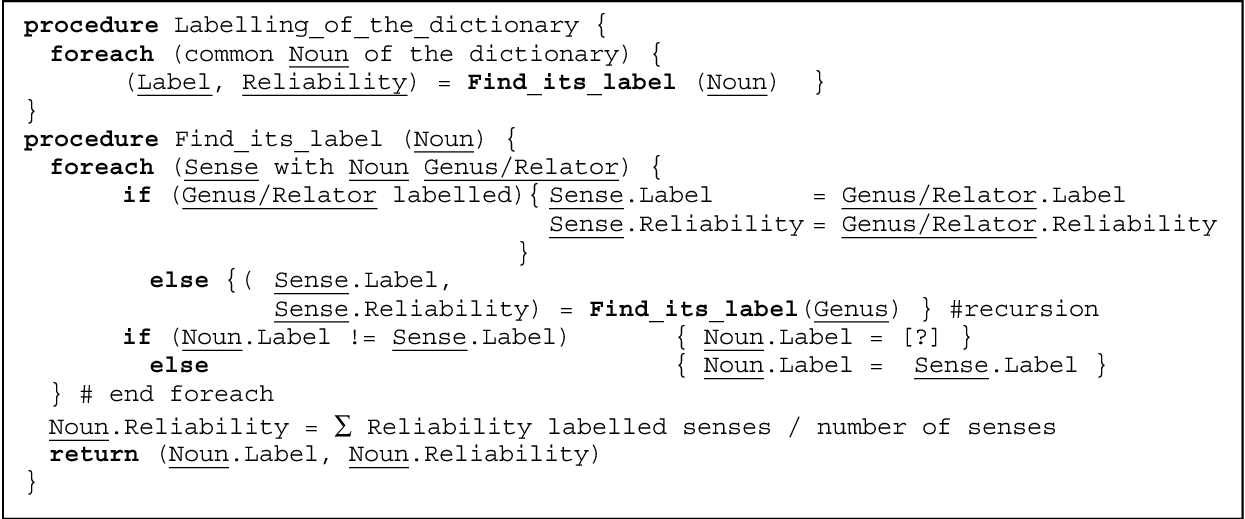 procedure Labelling_of_the_dictionary {
foreach (common Noun of the dictionary) {
(Label, Reliability) = Find_its_label (Noun) }
}
procedure Find_its_label (Noun) {
foreach (Sense with Noun Genus/Relator) {
if (Genus/Relator labelled){ Sense.Label = Genus/Relator.Label
Sense.Reliability = Genus/Relator.Reliability
}
else {( Sense.Label,
Sense.Reliability) = Find_its_label(Genus) } #recursion
if (Noun.Label != Sense.Label) { Noun.Label = [?] }
else { Noun.Label = Sense.Label }
} # end foreach
Noun.Reliability = Σ Reliability labelled senses / number of senses
return (Noun.Label, Noun.Reliability)
}